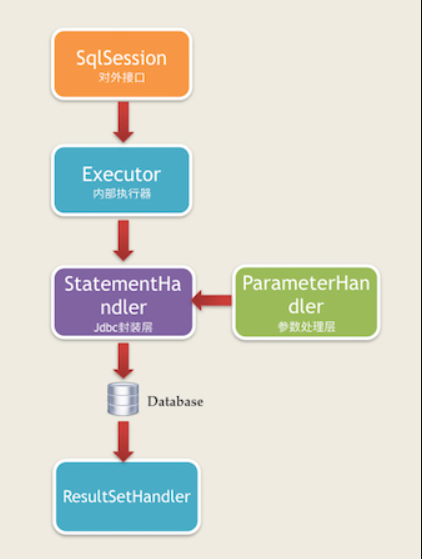 SqlSession
对外接口
Executor
内部执行器
StatementHa
ndler
Jdbc封装层
ParameterHan
dler
参数处理层
Database
ResultSetHandler